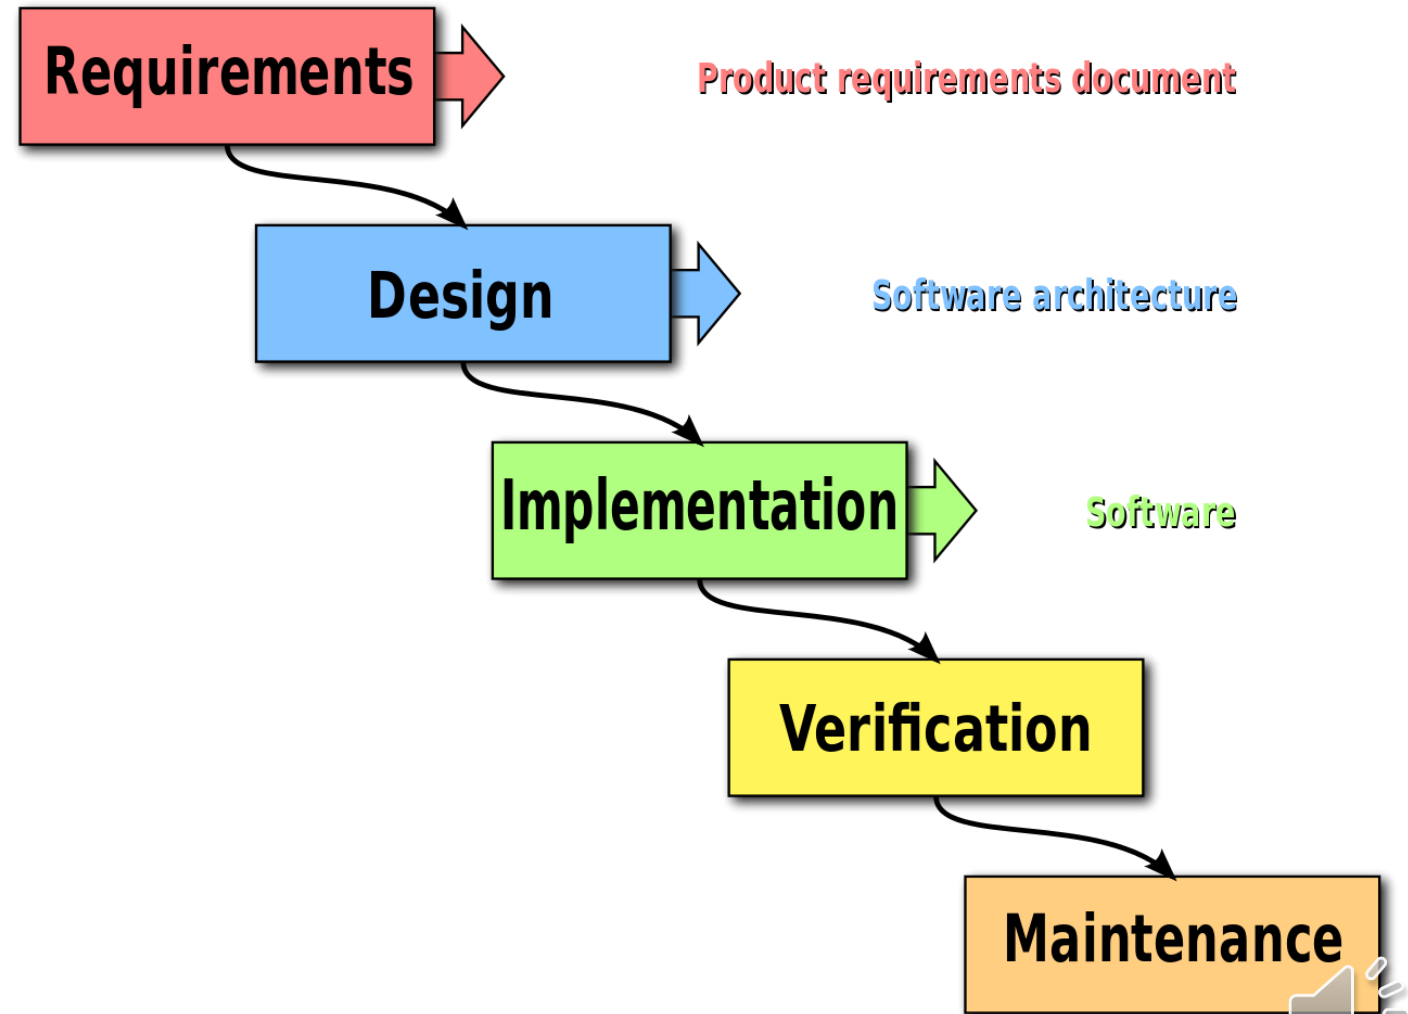 Requirements
Product requirements document
Design
Software architecture
Implementation
Software
Verification
Maintenance